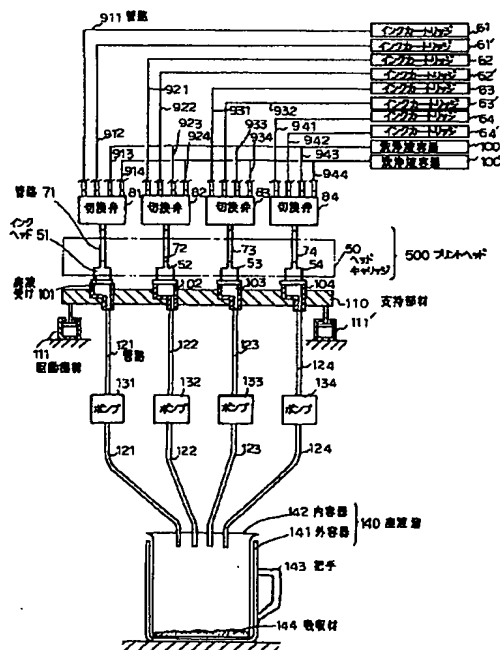 911 管路
インクカートリッジ 61
インクカートリッジ 61'
インクカートリッジ 62
インクカートリッジ 62'
インクカートリッジ 63
インクカートリッジ 63'
インクカートリッジ 64
インクカートリッジ 64'
洗浄液容器 100
洗浄液容器 100
921 922 923 924
931 932 933 934
941 942 943 944
912 913 914
81 82 83 84
切換弁 切換弁 切換弁 切換弁
管路 71 72 73 74
インクヘッド 51 52 53 54
50 ヘッドキャリッジ
500 プリントヘッド
廃液受け 101 102 103 104
110 支持部材
111 駆動機材
111'
121 管路 122 123 124
131 132 133 134
ポンプ ポンプ ポンプ ポンプ
121 122 123 124
142 内容器
141 外容器
140 廃液溜
143 把手
144 吸収材